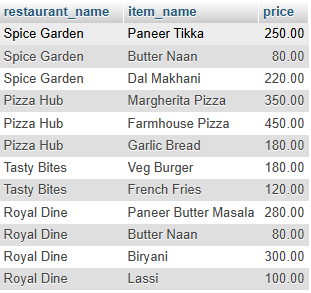 restaurant_name item_name price
Spice Garden Paneer Tikka 250.00
Spice Garden Butter Naan 80.00
Spice Garden Dal Makhani 220.00
Pizza Hub Margherita Pizza 350.00
Pizza Hub Farmhouse Pizza 450.00
Pizza Hub Garlic Bread 180.00
Tasty Bites Veg Burger 180.00
Tasty Bites French Fries 120.00
Royal Dine Paneer Butter Masala 280.00
Royal Dine Butter Naan 80.00
Royal Dine Biryani 300.00
Royal Dine Lassi 100.00